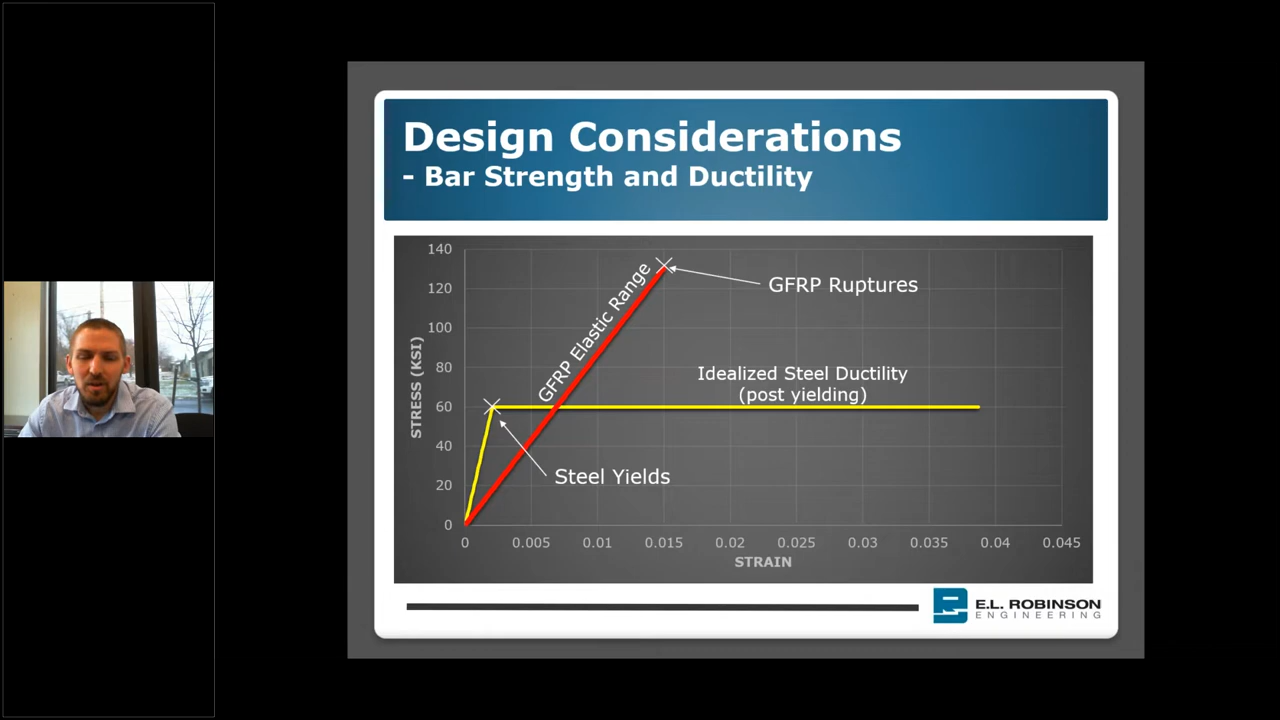 Design Considerations
- Bar Strength and Ductility
140
120
100
80
60
40
20
0
STRESS (KSI)
GFRP Elastic Range
GFRP Ruptures
Idealized Steel Ductility
(post yielding)
Steel Yields
0 0.005 0.01 0.015 0.02 0.025 0.03 0.035 0.04 0.045
STRAIN
E.L. ROBINSON
ENGINEERING